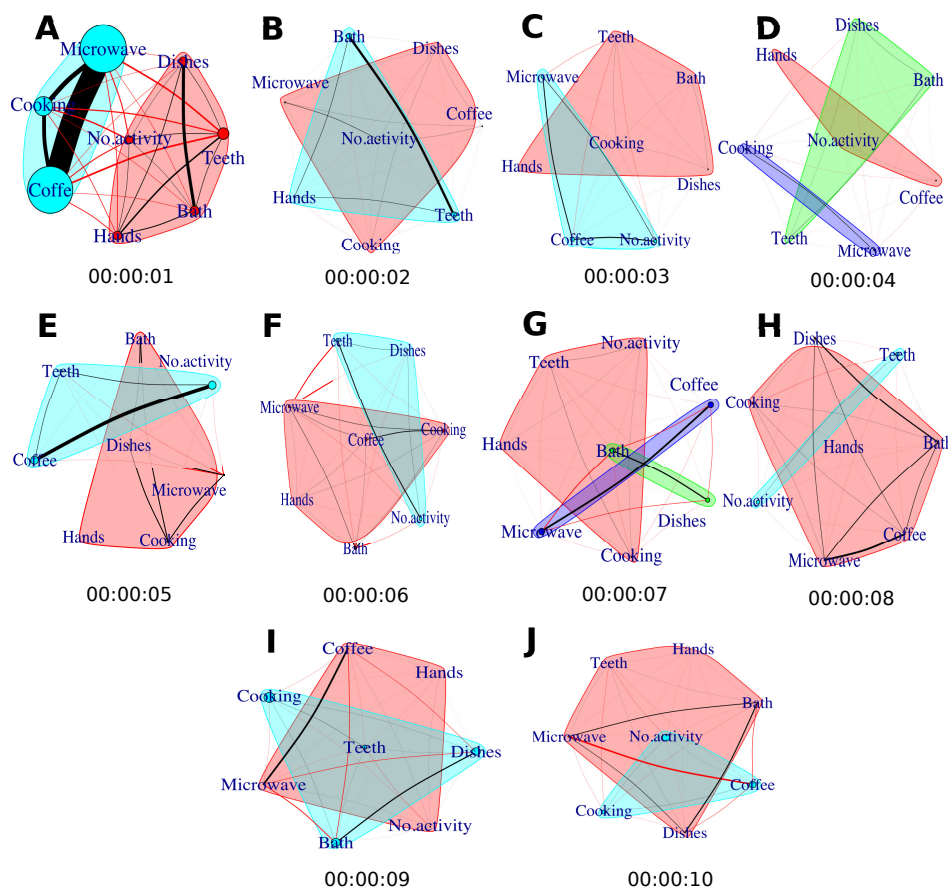 A
Microwave
Dishes
Cooking
No.activity
Teeth
Coffe
Bath
Hands
00:00:01
B
Bath
Dishes
Microwave
Coffee
No.activity
Hands
Teeth
Cooking
00:00:02
C
Teeth
Microwave
Bath
Cooking
Hands
Dishes
Coffee
No.activity
00:00:03
D
Dishes
Hands
Bath
No.activity
Cooking
Coffee
Teeth
Microwave
00:00:04
E
Bath
No.activity
Teeth
Dishes
Coffee
Microwave
Hands
Cooking
00:00:05
F
Teeth
Dishes
Microwave
Coffee
Cooking
Hands
No.activity
Bath
00:00:06
G
No.activity
Teeth
Coffee
Hands
Bath
Dishes
Microwave
Cooking
00:00:07
H
Dishes
Teeth
Cooking
Hands
Bath
No.activity
Coffee
Microwave
00:00:08
I
Coffee
Hands
Cooking
Teeth
Dishes
Microwave
No.activity
Bath
00:00:09
J
Hands
Teeth
Bath
Microwave
No.activity
Coffee
Cooking
Dishes
00:00:10